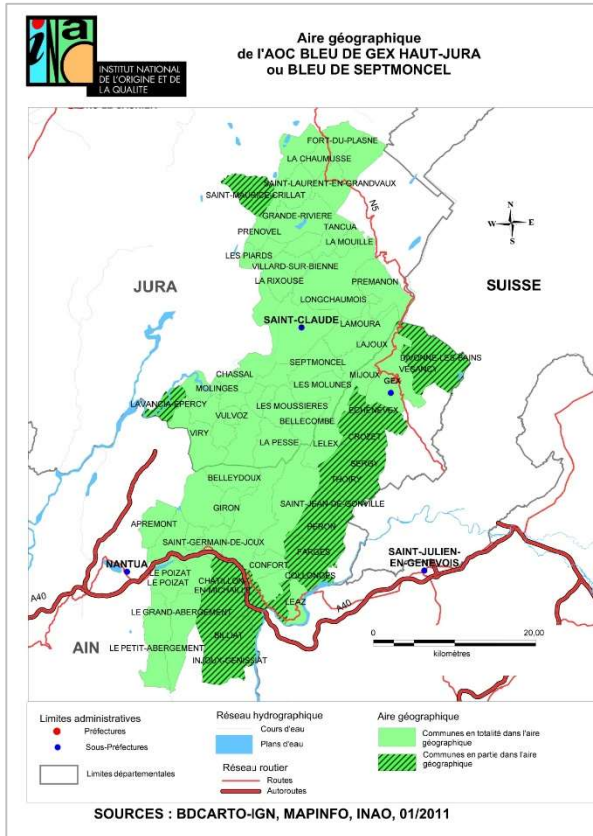 INSTITUT NATIONAL
DE L'ORIGINE ET DE
LA QUALITE
Aire géographique
de l'AOC BLEU DE GEX HAUT-JURA
ou BLEU DE SEPTMONCEL
FORT-DU-PLASNE
LA CHAUMUSSE
SAINT-LAURENT-EN-GRANDVAUX
SAINT-MAURICE-CRILLAT
N5
GRANDE-RIVIERE
TANCUA
PRENOVEL
LA MOUILLE
N
W E
S
LES PIARDS
VILLARD-SUR-BIENNE
LA RIXOUSE
PREMANON
JURA
SUISSE
LONGCHAUMOIS
SAINT-CLAUDE
LAMOURA
LAJOUX
DIVONNE-LES-BAINS
SEPTMONCEL
VESANCY
CHASSAL
MIJOUX
GEX
MOLINGES
LES MOLUNES
LAVANCIA-EPERCY
LES MOUSSIERES
ECHENEVEX
VULVOZ
BELLECOMBE
VIRY
CROZET
LA PESSE
LELEX
SERGY
BELLEYDOUX
THOIRY
GIRON
SAINT-JEAN-DE-GONVILLE
APREMONT
PERON
SAINT-GERMAIN-DE-JOUX
FARGES
SAINT-JULIEN-
EN-GENEVOIS
NANTUA
CONFORT
LE POIZAT
LE POIZAT
COLLONGES
CHATILLON-
EN-MICHAILLE
A40
LEAZ
A40
LE GRAND-ABERGEMENT
BILLIAT
0 20,00
kilomètres
AIN
LE PETIT-ABERGEMENT
INJOUX-GENISSIAT
Limites administratives
Préfectures
Sous-Préfectures
Limites départementales
Réseau hydrographique
Cours d'eau
Plans d'eau
Réseau routier
Routes
Autoroutes
Aire géographique
Communes en totalité dans l'aire
géographique
Communes en partie dans l'aire
géographique
SOURCES : BDCARTO-IGN, MAPINFO, INAO, 01/2011